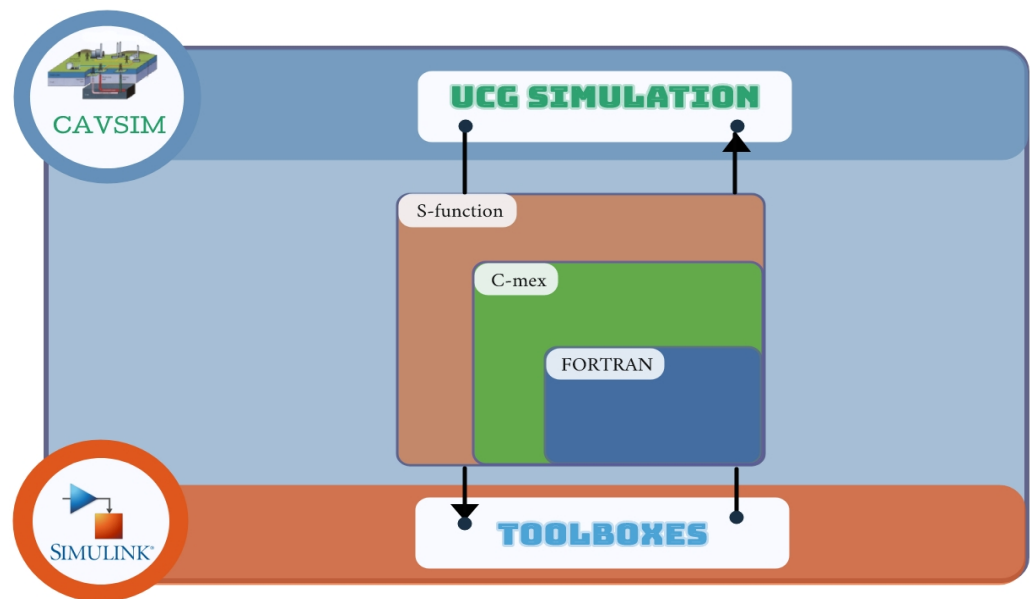 CAVSIM
UCG SIMULATION
S-function
C-mex
FORTRAN
SIMULINK
TOOLBOXES